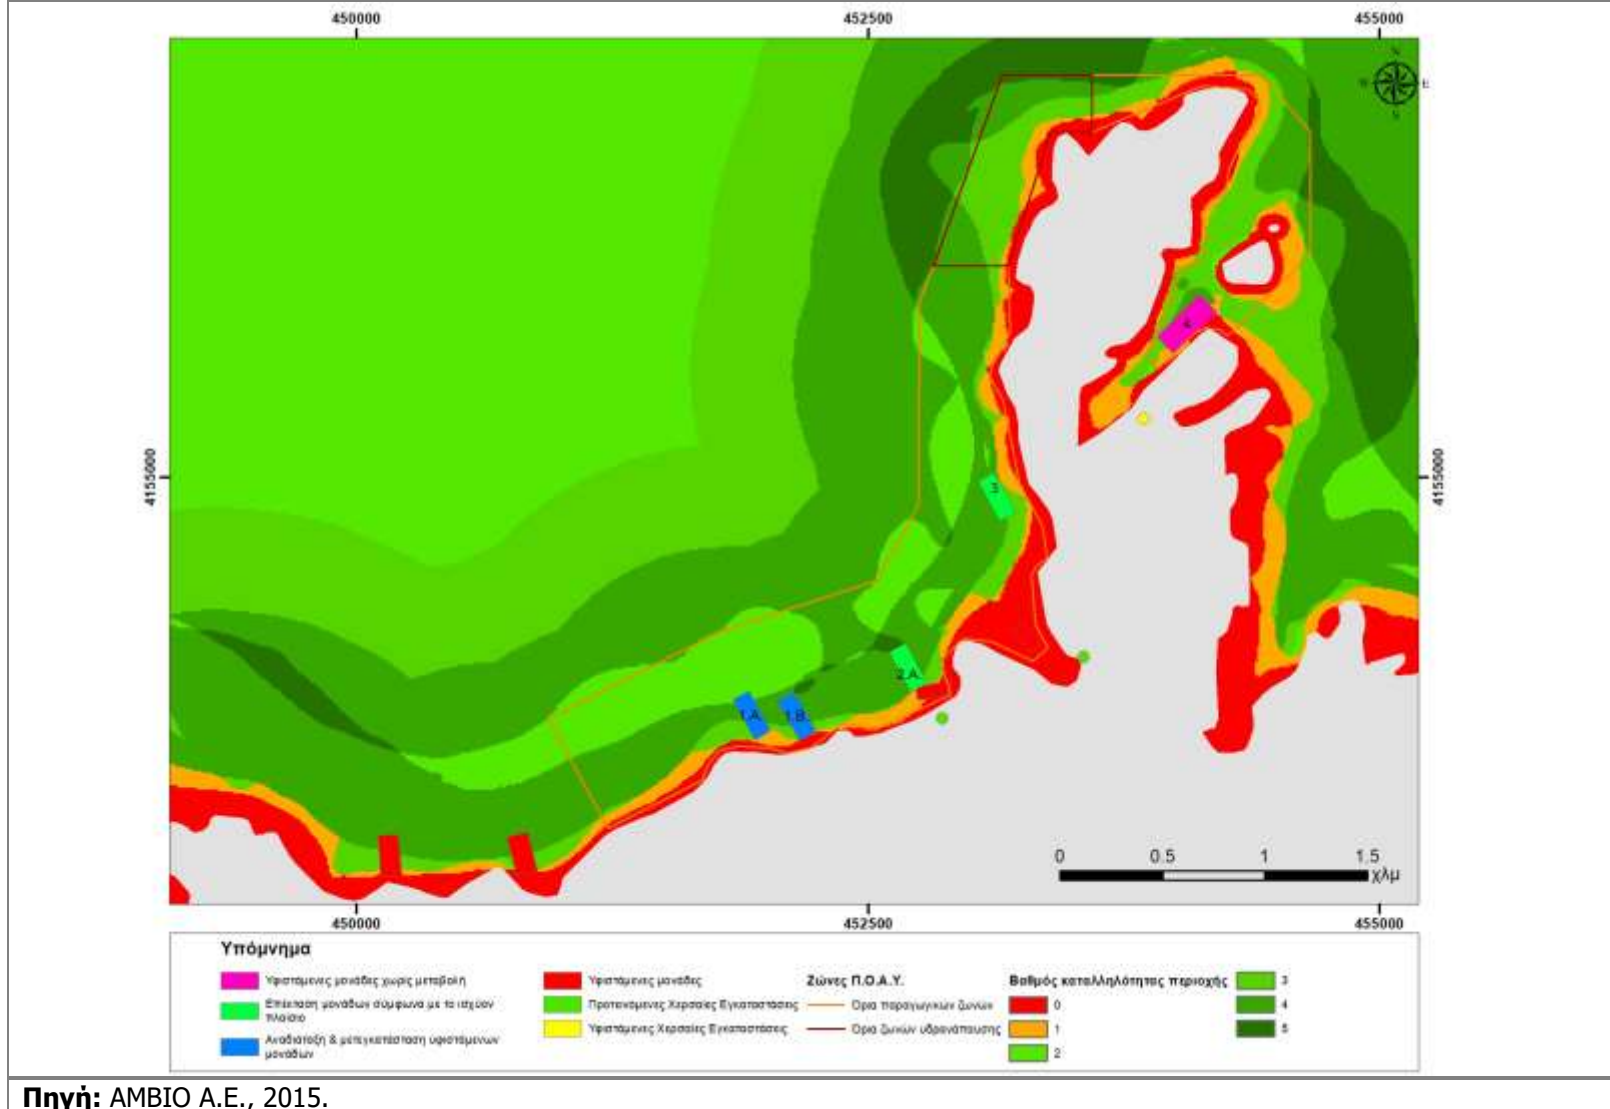 450000 452500 455000
E
4155000
4155000
4
3
2.A.
1.A. 1.B.
0 0.5 1 1.5
χλμ
450000 452500 455000
Υπόμνημα
Υφιστάμενες μονάδες χωρίς μεταβολή
Επέκταση μονάδων σύμφωνα με το ισχύον
πλαίσιο
Αναδιάταξη & μετεγκατάσταση υφιστάμενων
μονάδων
Υφιστάμενες μονάδες
Προτεινόμενες Χερσαίες Εγκαταστάσεις
Υφιστάμενες Χερσαίες Εγκαταστάσεις
Ζώνες Π.Ο.Α.Υ.
Όρια παραγωγικών ζωνών
Όρια ζωνών υδρανάπαυσης
Βαθμός καταλληλότητας περιοχής
0
1
2
3
4
5
Πηγή: ΑΜΒΙΟ Α.Ε., 2015.